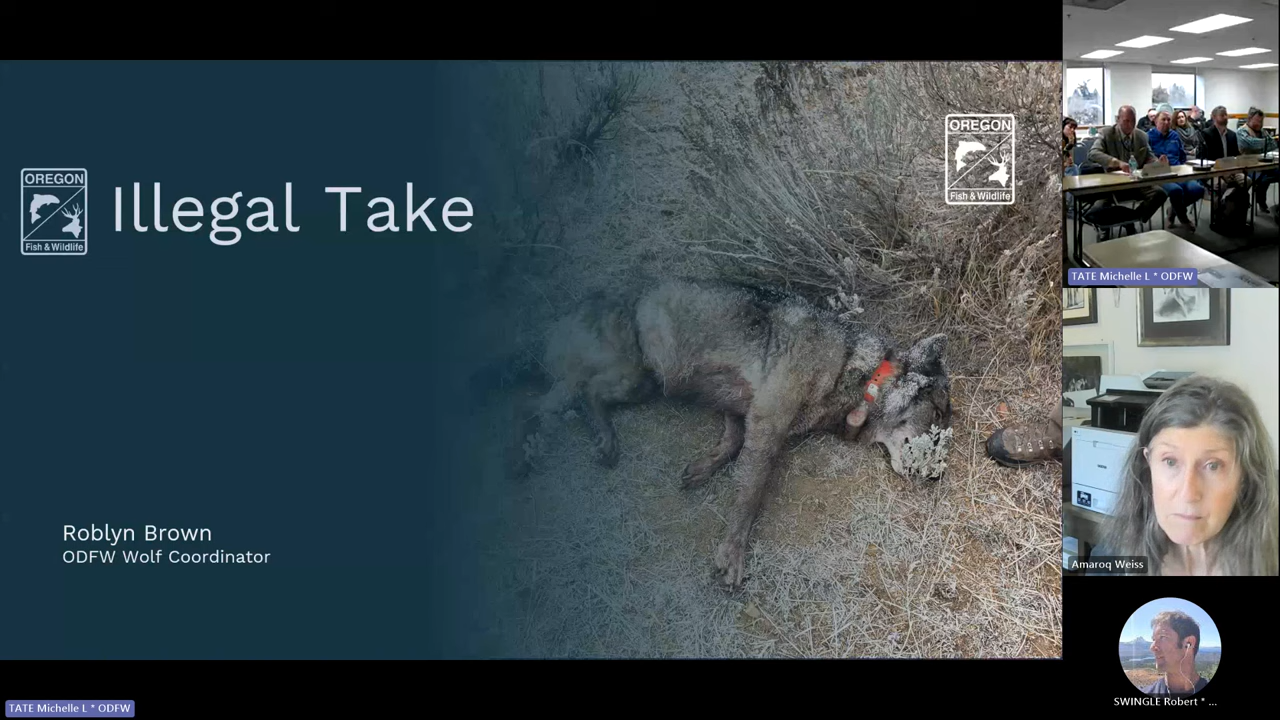 OREGON
Fish & Wildlife
Illegal Take
Roblyn Brown
ODFW Wolf Coordinator
OREGON
Fish & Wildlife
TATE Michelle L * ODFW
Amaroq Weiss
SWINGLE Robert * ...
TATE Michelle L * ODFW